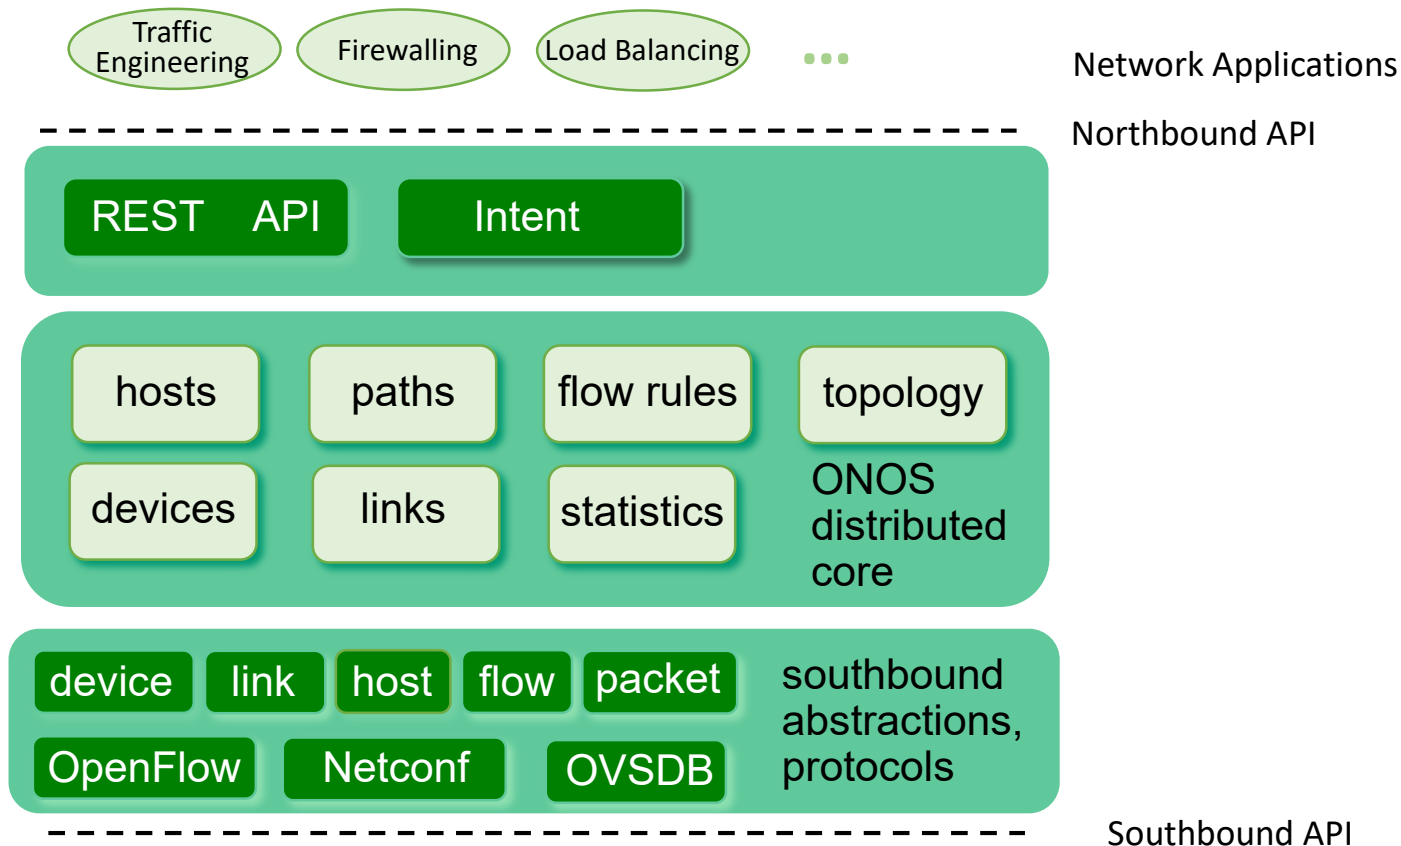 Traffic
Engineering
Firewalling
Load Balancing
...
Network Applications
Northbound API
REST API
Intent
hosts
paths
flow rules
topology
devices
links
statistics
ONOS
distributed
core
device
link
host
flow
packet
southbound
abstractions,
protocols
OpenFlow
Netconf
OVSDB
Southbound API